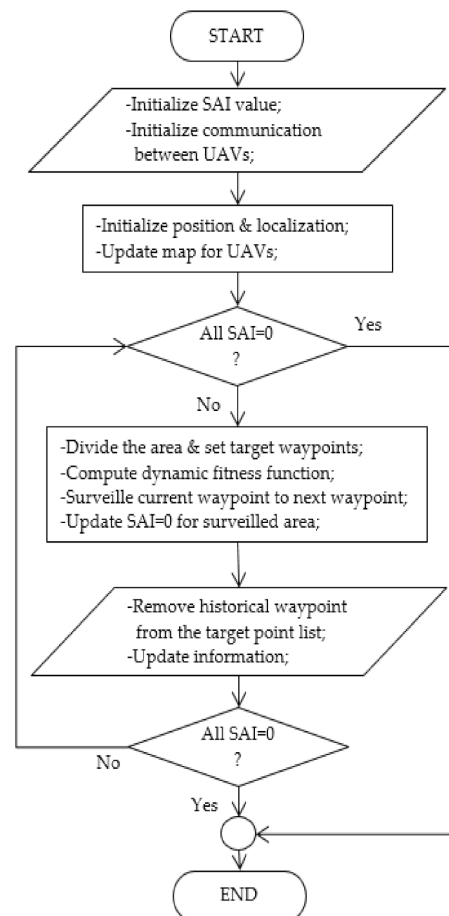 START
-Initialize SAI value;
-Initialize communication
between UAVs;
-Initialize position & localization;
-Update map for UAVs;
All SAI=0
?
Yes
No
-Divide the area & set target waypoints;
-Compute dynamic fitness function;
-Surveille current waypoint to next waypoint;
-Update SAI=0 for surveilled area;
-Remove historical waypoint
from the target point list;
-Update information;
All SAI=0
?
No
Yes
END